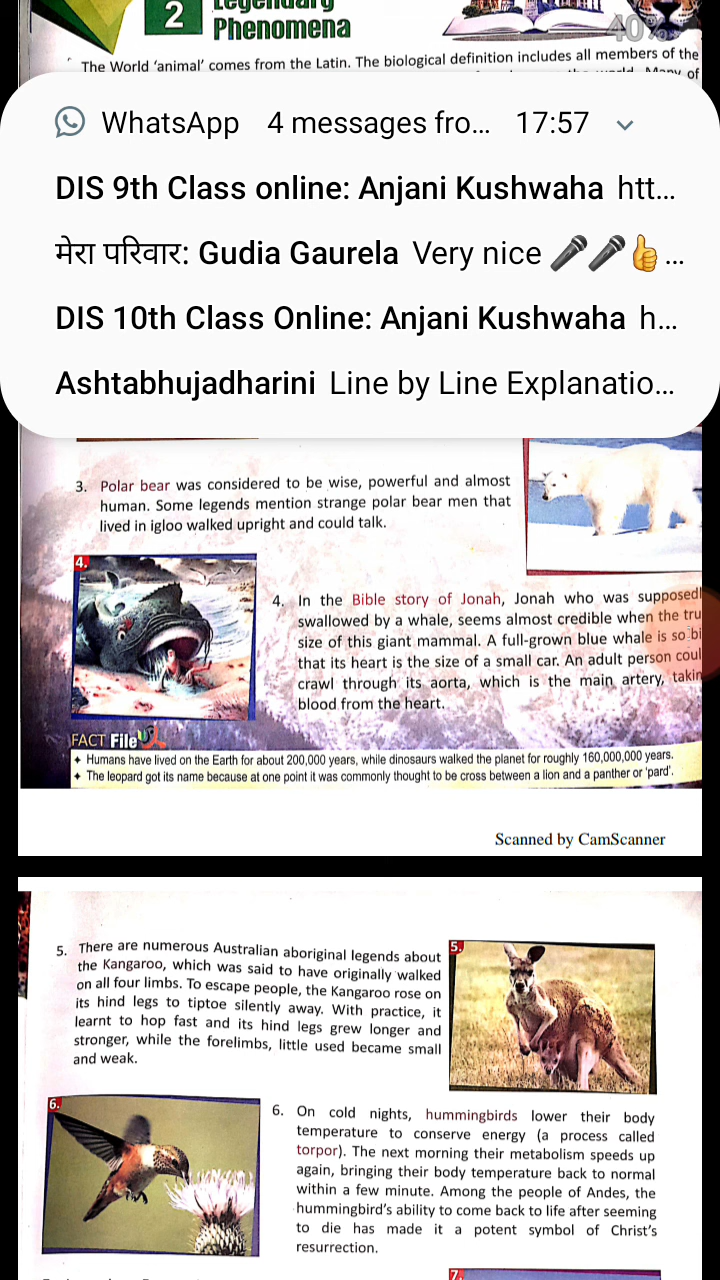 2
Legendary
Phenomena
40%
The World ‘animal’ comes from the Latin. The biological definition includes all members of the
Many of
WhatsApp 4 messages fro... 17:57
DIS 9th Class online: Anjani Kushwaha htt...
मेरा परिवार: Gudia Gaurela Very nice 🎤🎤👍...
DIS 10th Class Online: Anjani Kushwaha h...
Ashtabhujadharini Line by Line Explanatio...
3. Polar bear was considered to be wise, powerful and almost
human. Some legends mention strange polar bear men that
lived in igloo walked upright and could talk.
4.
4. In the Bible story of Jonah, Jonah who was supposedl
swallowed by a whale, seems almost credible when the tru
size of this giant mammal. A full-grown blue whale is so bi
that its heart is the size of a small car. An adult person coul
crawl through its aorta, which is the main artery, takin
blood from the heart.
FACT File
+ Humans have lived on the Earth for about 200,000 years, while dinosaurs walked the planet for roughly 160,000,000 years.
+ The leopard got its name because at one point it was commonly thought to be cross between a lion and a panther or 'pard'.
Scanned by CamScanner
5. There are numerous Australian aboriginal legends about
the Kangaroo, which was said to have originally walked
on all four limbs. To escape people, the Kangaroo rose on
its hind legs to tiptoe silently away. With practice, it
learnt to hop fast and its hind legs grew longer and
stronger, while the forelimbs, little used became small
and weak.
5.
6.
6. On cold nights, hummingbirds lower their body
temperature to conserve energy (a process called
torpor). The next morning their metabolism speeds up
again, bringing their body temperature back to normal
within a few minute. Among the people of Andes, the
hummingbird's ability to come back to life after seeming
to die has made it a potent symbol of Christ's
resurrection.
7.